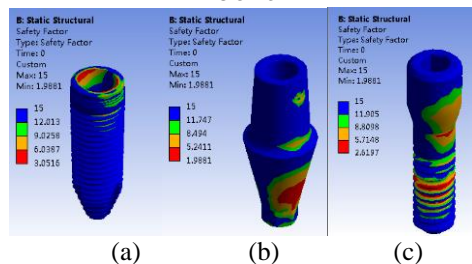 B: Static Structural
Safety Factor
Type: Safety Factor
Time: 0
Custom
Max: 15
Min: 1.9881
15
12.013
9.0258
6.0387
3.0516
(a)
B: Static Structural
Safety Factor
Type: Safety Factor
Time: 0
Custom
Max: 15
Min: 1.9881
15
11.747
8.494
5.2411
1.9881
(b)
B: Static Structural
Safety Factor
Type: Safety Factor
Time: 0
Custom
Max: 15
Min: 1.9881
15
11.905
8.8098
5.7148
2.6197
(c)